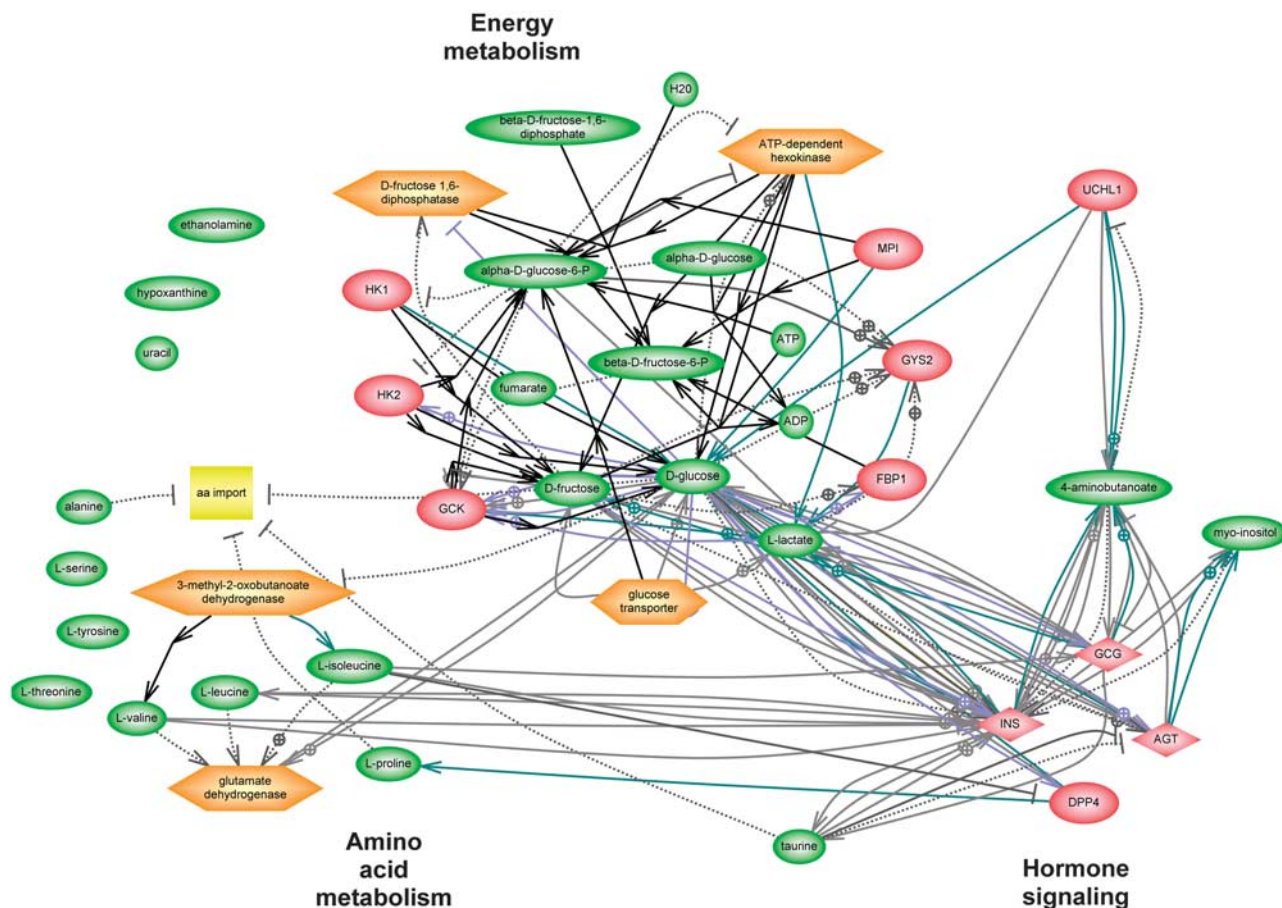 Energy
metabolism
H20
beta-D-fructose-1,6-
diphosphate
ATP-dependent
hexokinase
D-fructose 1,6-
diphosphatase
UCHL1
ethanolamine
MPI
alpha-D-glucose
alpha-D-glucose-6-P
hypoxanthine
HK1
ATP
uracil
beta-D-fructose-6-P
GYS2
fumarate
HK2
ADP
D-glucose
FBP1
aa import
D-fructose
4-aminobutanoate
alanine
GCK
myo-inositol
L-lactate
L-serine
3-methyl-2-oxobutanoate
dehydrogenase
glucose
transporter
L-tyrosine
GCG
L-isoleucine
L-threonine
L-leucine
L-valine
INS
AGT
L-proline
glutamate
dehydrogenase
DPP4
taurine
Amino
acid
metabolism
Hormone
signaling